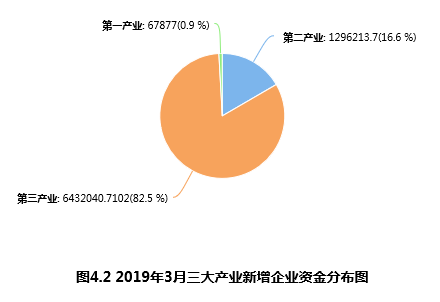 第一产业: 67877(0.9 %)
第二产业: 1296213.7(16.6 %)
第三产业: 6432040.7102(82.5 %)
图4.2 2019年3月三大产业新增企业资金分布图